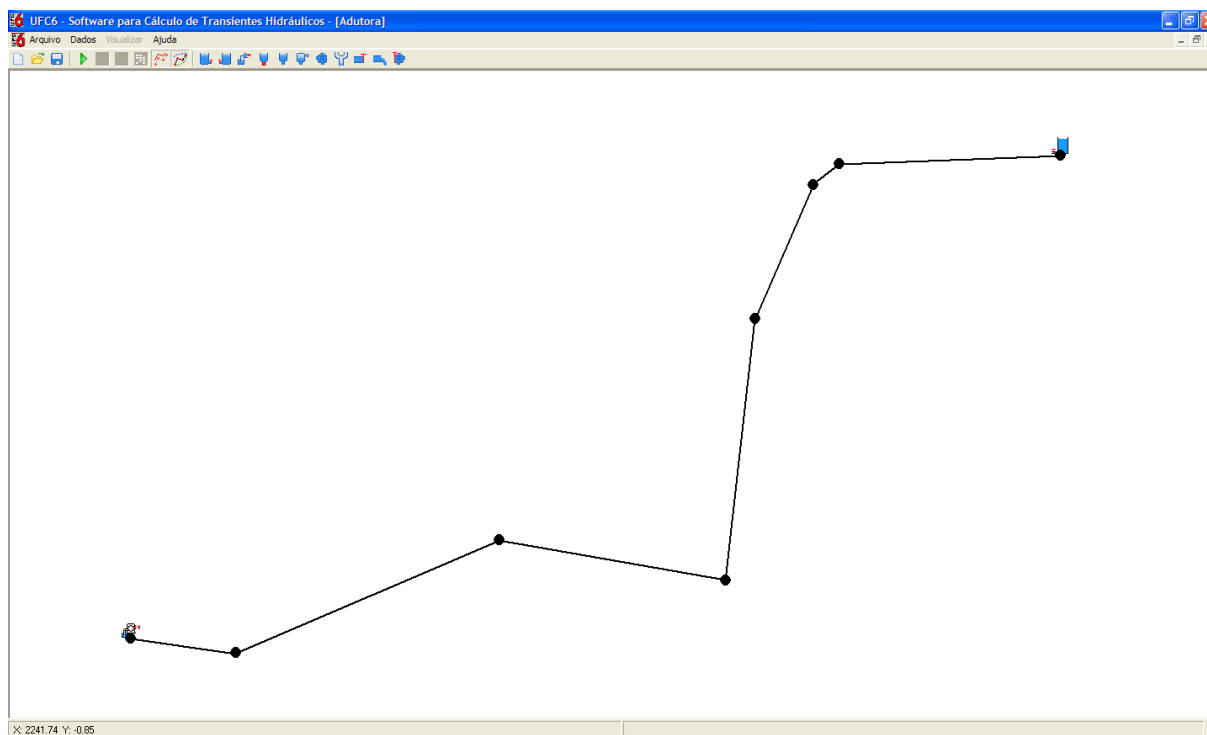 UFC6 - Software para Cálculo de Transientes Hidráulicos - [Adutora]
Arquivo Dados Visualizar Ajuda
X: 2241.74 Y: -0.85